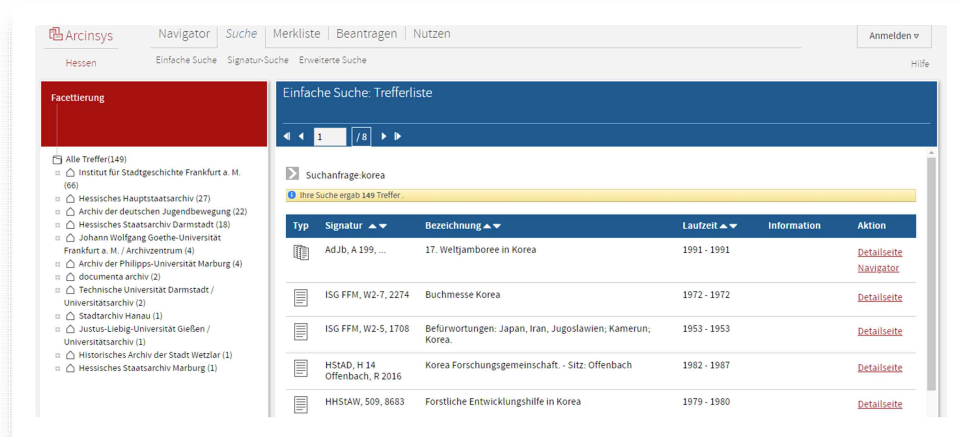 Arcinsys
Navigator Suche Merkliste Beantragen Nutzen
Anmelden ▿
Hessen
Einfache Suche Signatur-Suche Erweiterte Suche
Hilfe
Facettierung
Alle Treffer(149)
Institut für Stadtgeschichte Frankfurt a. M.
(66)
Hessisches Hauptstaatsarchiv (27)
Archiv der deutschen Jugendbewegung (22)
Hessisches Staatsarchiv Darmstadt (18)
Johann Wolfgang Goethe-Universität
Frankfurt a. M. / Archivzentrum (4)
Archiv der Philipps-Universität Marburg (4)
documenta archiv (2)
Technische Universität Darmstadt /
Universitätsarchiv (2)
Stadtarchiv Hanau (1)
Justus-Liebig-Universität Gießen /
Universitätsarchiv (1)
Historisches Archiv der Stadt Wetzlar (1)
Hessisches Staatsarchiv Marburg (1)
Einfache Suche: Trefferliste
1 /8
Suchanfrage:korea
Ihre Suche ergab 149 Treffer .
Typ Signatur Bezeichnung Laufzeit Information Aktion
AdJb, A 199, ... 17. Weltjamboree in Korea 1991 - 1991 Detailseite
Navigator
ISG FFM, W2-7, 2274 Buchmesse Korea 1972 - 1972 Detailseite
ISG FFM, W2-5, 1708 Befürwortungen: Japan, Iran, Jugoslawien; Kamerun; 1953 - 1953 Detailseite
Korea.
HStAD, H 14 Korea Forschungsgemeinschaft. - Sitz: Offenbach 1982 - 1987 Detailseite
Offenbach, R 2016
HHStAW, 509, 8683 Forstliche Entwicklungshilfe in Korea 1979 - 1980 Detailseite